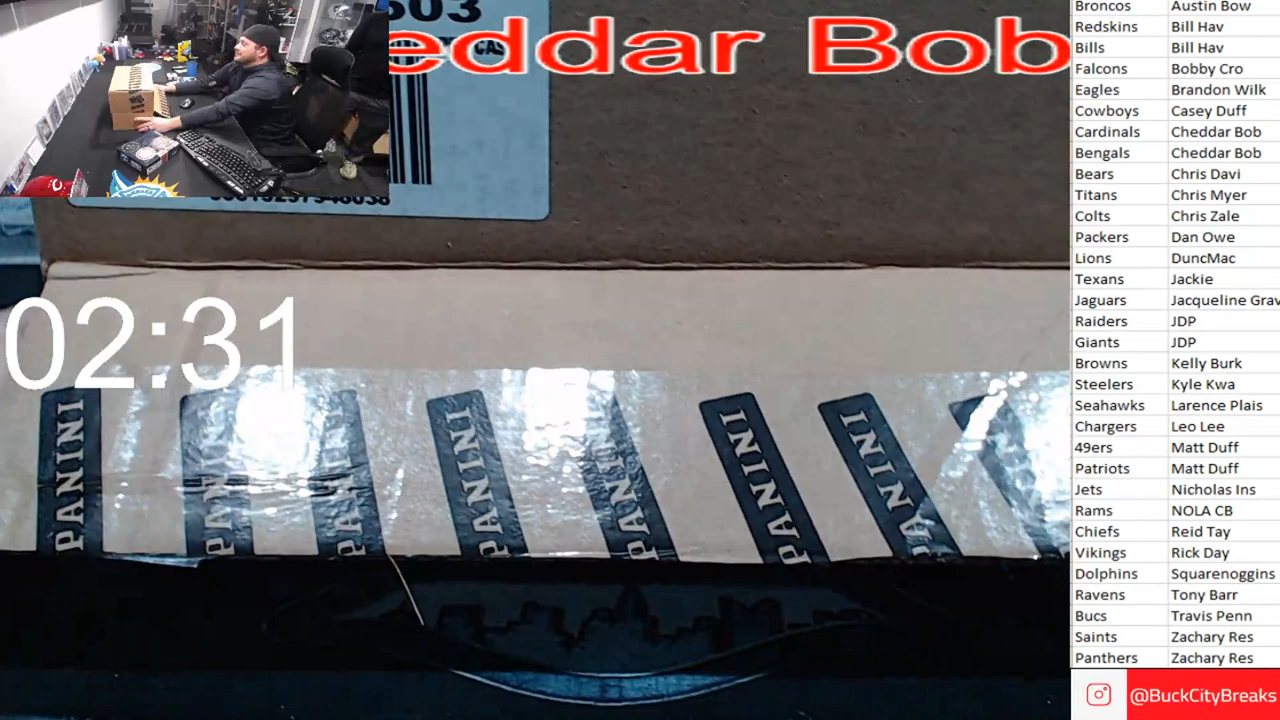 503
eddar Bob
CAS
02:31
PANINI PANINI PANINI PANINI PANINI PANINI PANINI
Broncos Austin Bow
Redskins Bill Hav
Bills Bill Hav
Falcons Bobby Cro
Eagles Brandon Wilk
Cowboys Casey Duff
Cardinals Cheddar Bob
Bengals Cheddar Bob
Bears Chris Davi
Titans Chris Myer
Colts Chris Zale
Packers Dan Owe
Lions DuncMac
Texans Jackie
Jaguars Jacqueline Grav
Raiders JDP
Giants JDP
Browns Kelly Burk
Steelers Kyle Kwa
Seahawks Larence Plais
Chargers Leo Lee
49ers Matt Duff
Patriots Matt Duff
Jets Nicholas Ins
Rams NOLA CB
Chiefs Reid Tay
Vikings Rick Day
Dolphins Squarenoggins
Ravens Tony Barr
Bucs Travis Penn
Saints Zachary Res
Panthers Zachary Res
@BuckCityBreaks